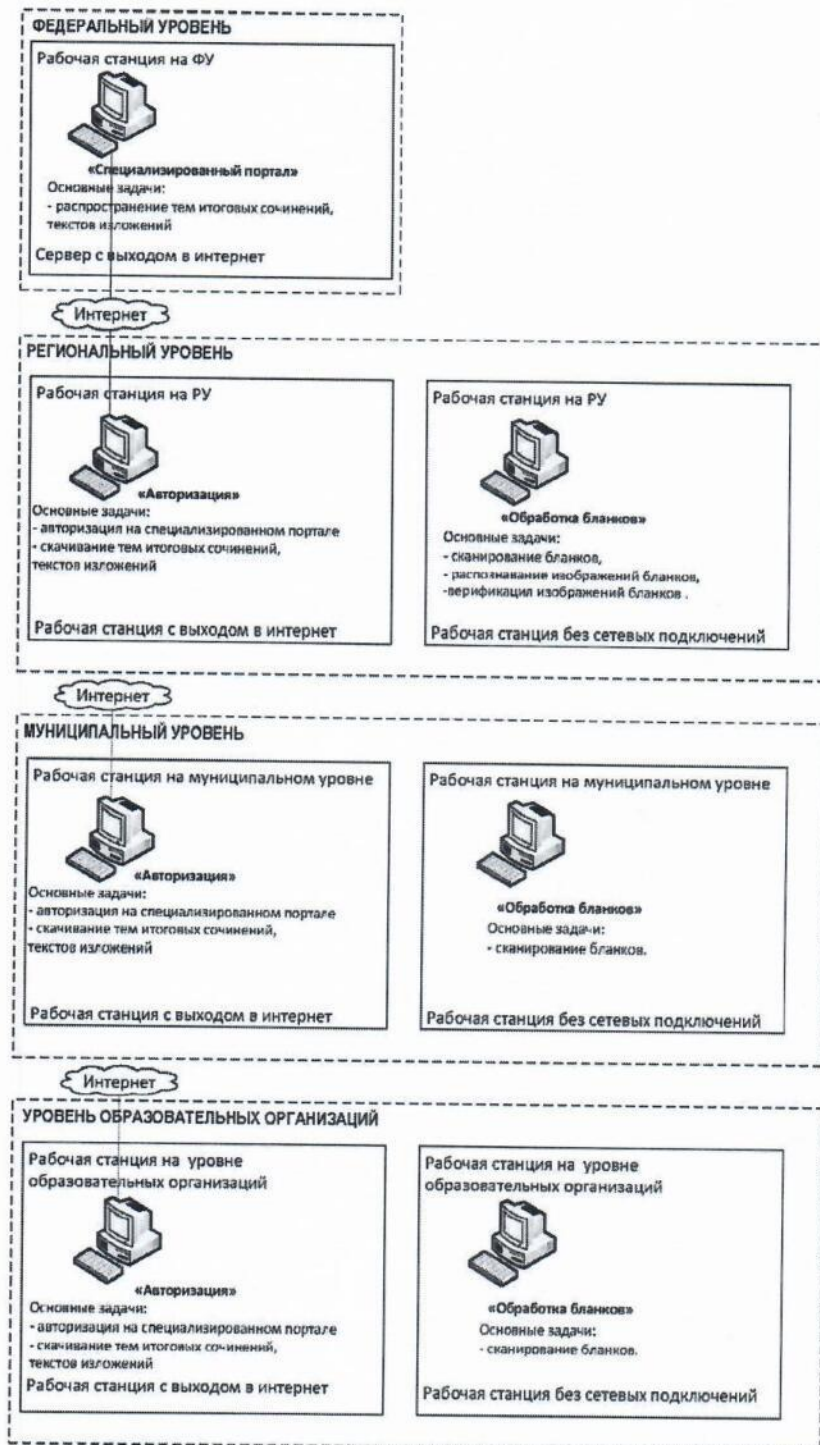 ФЕДЕРАЛЬНЫЙ УРОВЕНЬ
Рабочая станция на ФУ
«Специализированный портал»
Основные задачи:
- распространение тем итоговых сочинений,
текстов изложений
Сервер с выходом в интернет
Интернет
РЕГИОНАЛЬНЫЙ УРОВЕНЬ
Рабочая станция на РУ
«Авторизация»
Основные задачи:
- авторизация на специализированном портале
- скачивание тем итоговых сочинений,
текстов изложений
Рабочая станция с выходом в интернет
Рабочая станция на РУ
«Обработка бланков»
Основные задачи:
- сканирование бланков,
- распознавание изображений бланков,
-верификация изображений бланков .
Рабочая станция без сетевых подключений
Интернет
МУНИЦИПАЛЬНЫЙ УРОВЕНЬ
Рабочая станция на муниципальном уровне
«Авторизация»
Основные задачи:
- авторизация на специализированном портале
- скачивание тем итоговых сочинений,
текстов изложений
Рабочая станция с выходом в интернет
Рабочая станция на муниципальном уровне
«Обработка бланков»
Основные задачи:
- сканирование бланков.
Рабочая станция без сетевых подключений
Интернет
УРОВЕНЬ ОБРАЗОВАТЕЛЬНЫХ ОРГАНИЗАЦИЙ
Рабочая станция на уровне
образовательных организаций
«Авторизация»
Основные задачи:
- авторизация на специализированном портале
- скачивание тем итоговых сочинений,
текстов изложений
Рабочая станция с выходом в интернет
Рабочая станция на уровне
образовательных организаций
«Обработка бланков»
Основные задачи:
- сканирование бланков.
Рабочая станция без сетевых подключений